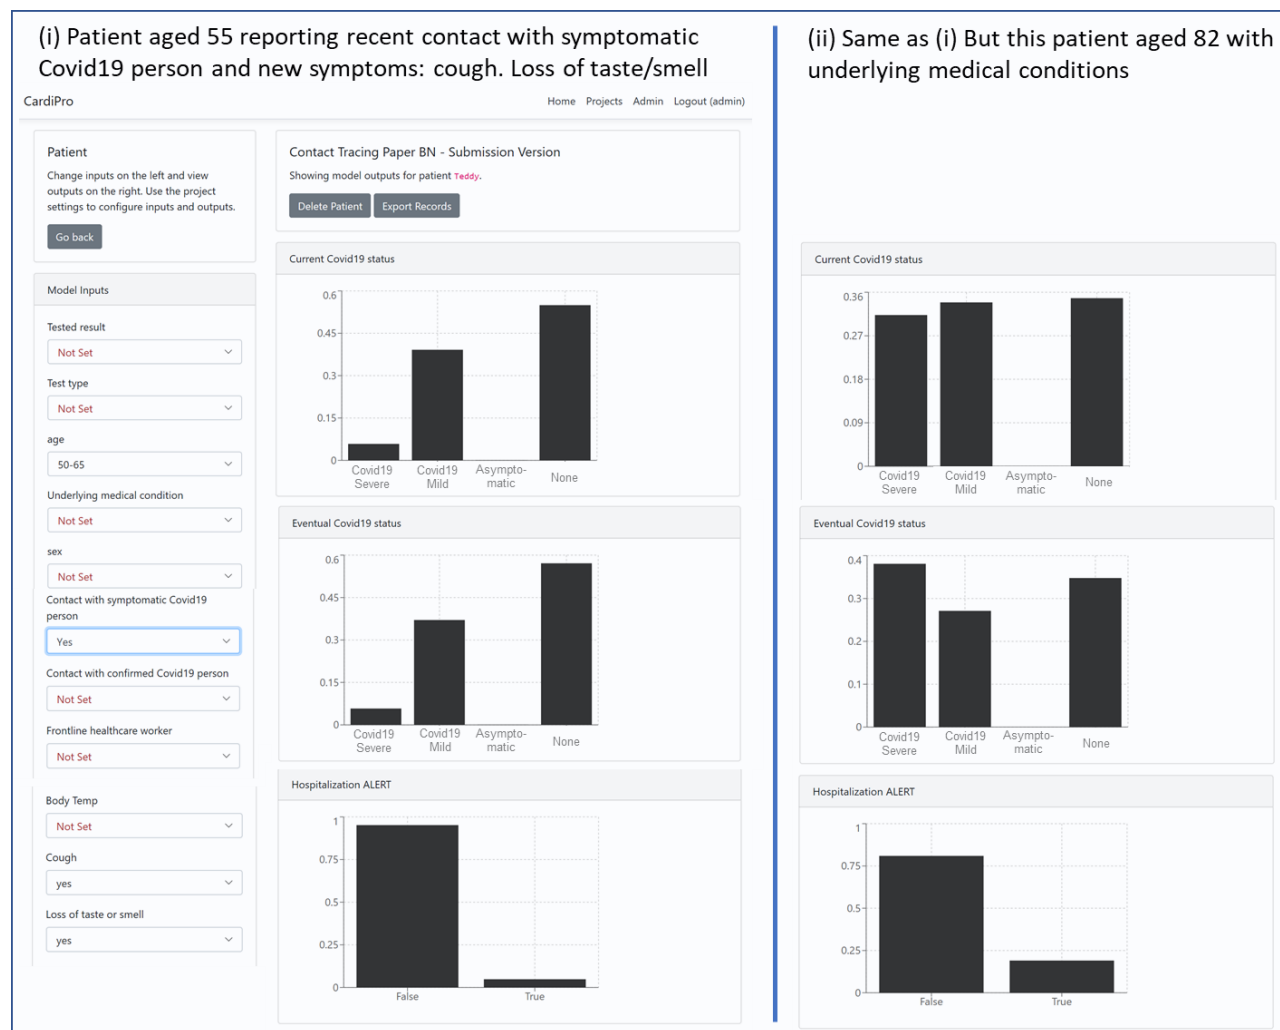 (i) Patient aged 55 reporting recent contact with symptomatic
Covid19 person and new symptoms: cough. Loss of taste/smell
CardiPro
Home Projects Admin Logout (admin)
Patient
Change inputs on the left and view
outputs on the right. Use the project
settings to configure inputs and outputs.
Go back
Model Inputs
Tested result
Not Set
Test type
Not Set
age
50-65
Underlying medical condition
Not Set
sex
Not Set
Contact with symptomatic Covid19
person
Yes
Contact with confirmed Covid19 person
Not Set
Frontline healthcare worker
Not Set
Body Temp
Not Set
Cough
yes
Loss of taste or smell
yes
Contact Tracing Paper BN - Submission Version
Showing model outputs for patient Teddy.
Delete Patient Export Records
Current Covid19 status
0.6
0.45
0.3
0.15
0
Covid19 Covid19 Asympto-
Severe Mild matic None
Eventual Covid19 status
0.6
0.45
0.3
0.15
0
Covid19 Covid19 Asympto-
Severe Mild matic None
Hospitalization ALERT
1
0.75
0.5
0.25
0
False True
(ii) Same as (i) But this patient aged 82 with
underlying medical conditions
Current Covid19 status
0.36
0.27
0.18
0.09
0
Covid19 Covid19 Asympto-
Severe Mild matic None
Eventual Covid19 status
0.4
0.3
0.2
0.1
0
Covid19 Covid19 Asympto-
Severe Mild matic None
Hospitalization ALERT
1
0.75
0.5
0.25
0
False True